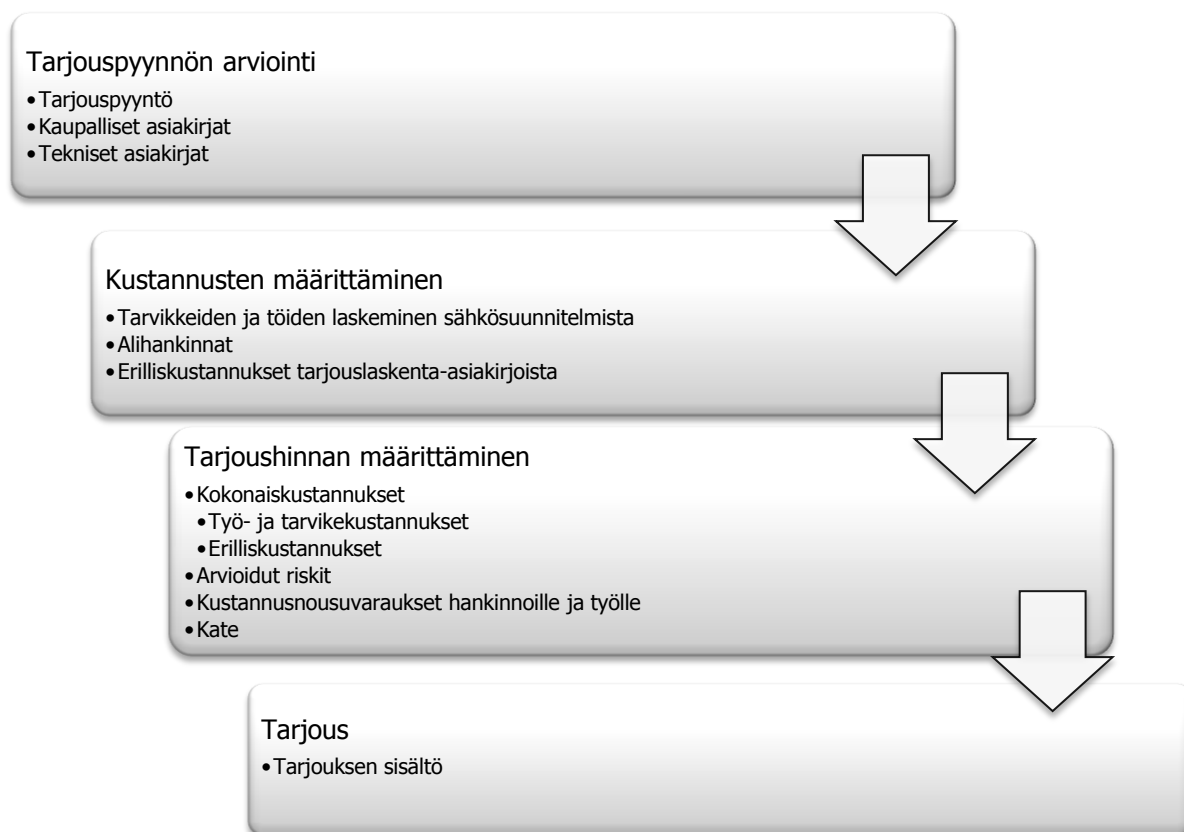 Tarjouspyynnön arviointi
•Tarjouspyyntö
•Kaupalliset asiakirjat
•Tekniset asiakirjat
Kustannusten määrittäminen
•Tarvikkeiden ja töiden laskeminen sähkösuunnitelmista
•Alihankinnat
•Erilliskustannukset tarjouslaskenta-asiakirjoista
Tarjoushinnan määrittäminen
•Kokonaiskustannukset
•Työ- ja tarvikekustannukset
•Erilliskustannukset
•Arvioidut riskit
•Kustannusnousuvaraukset hankinnoille ja työlle
•Kate
Tarjous
•Tarjouksen sisältö